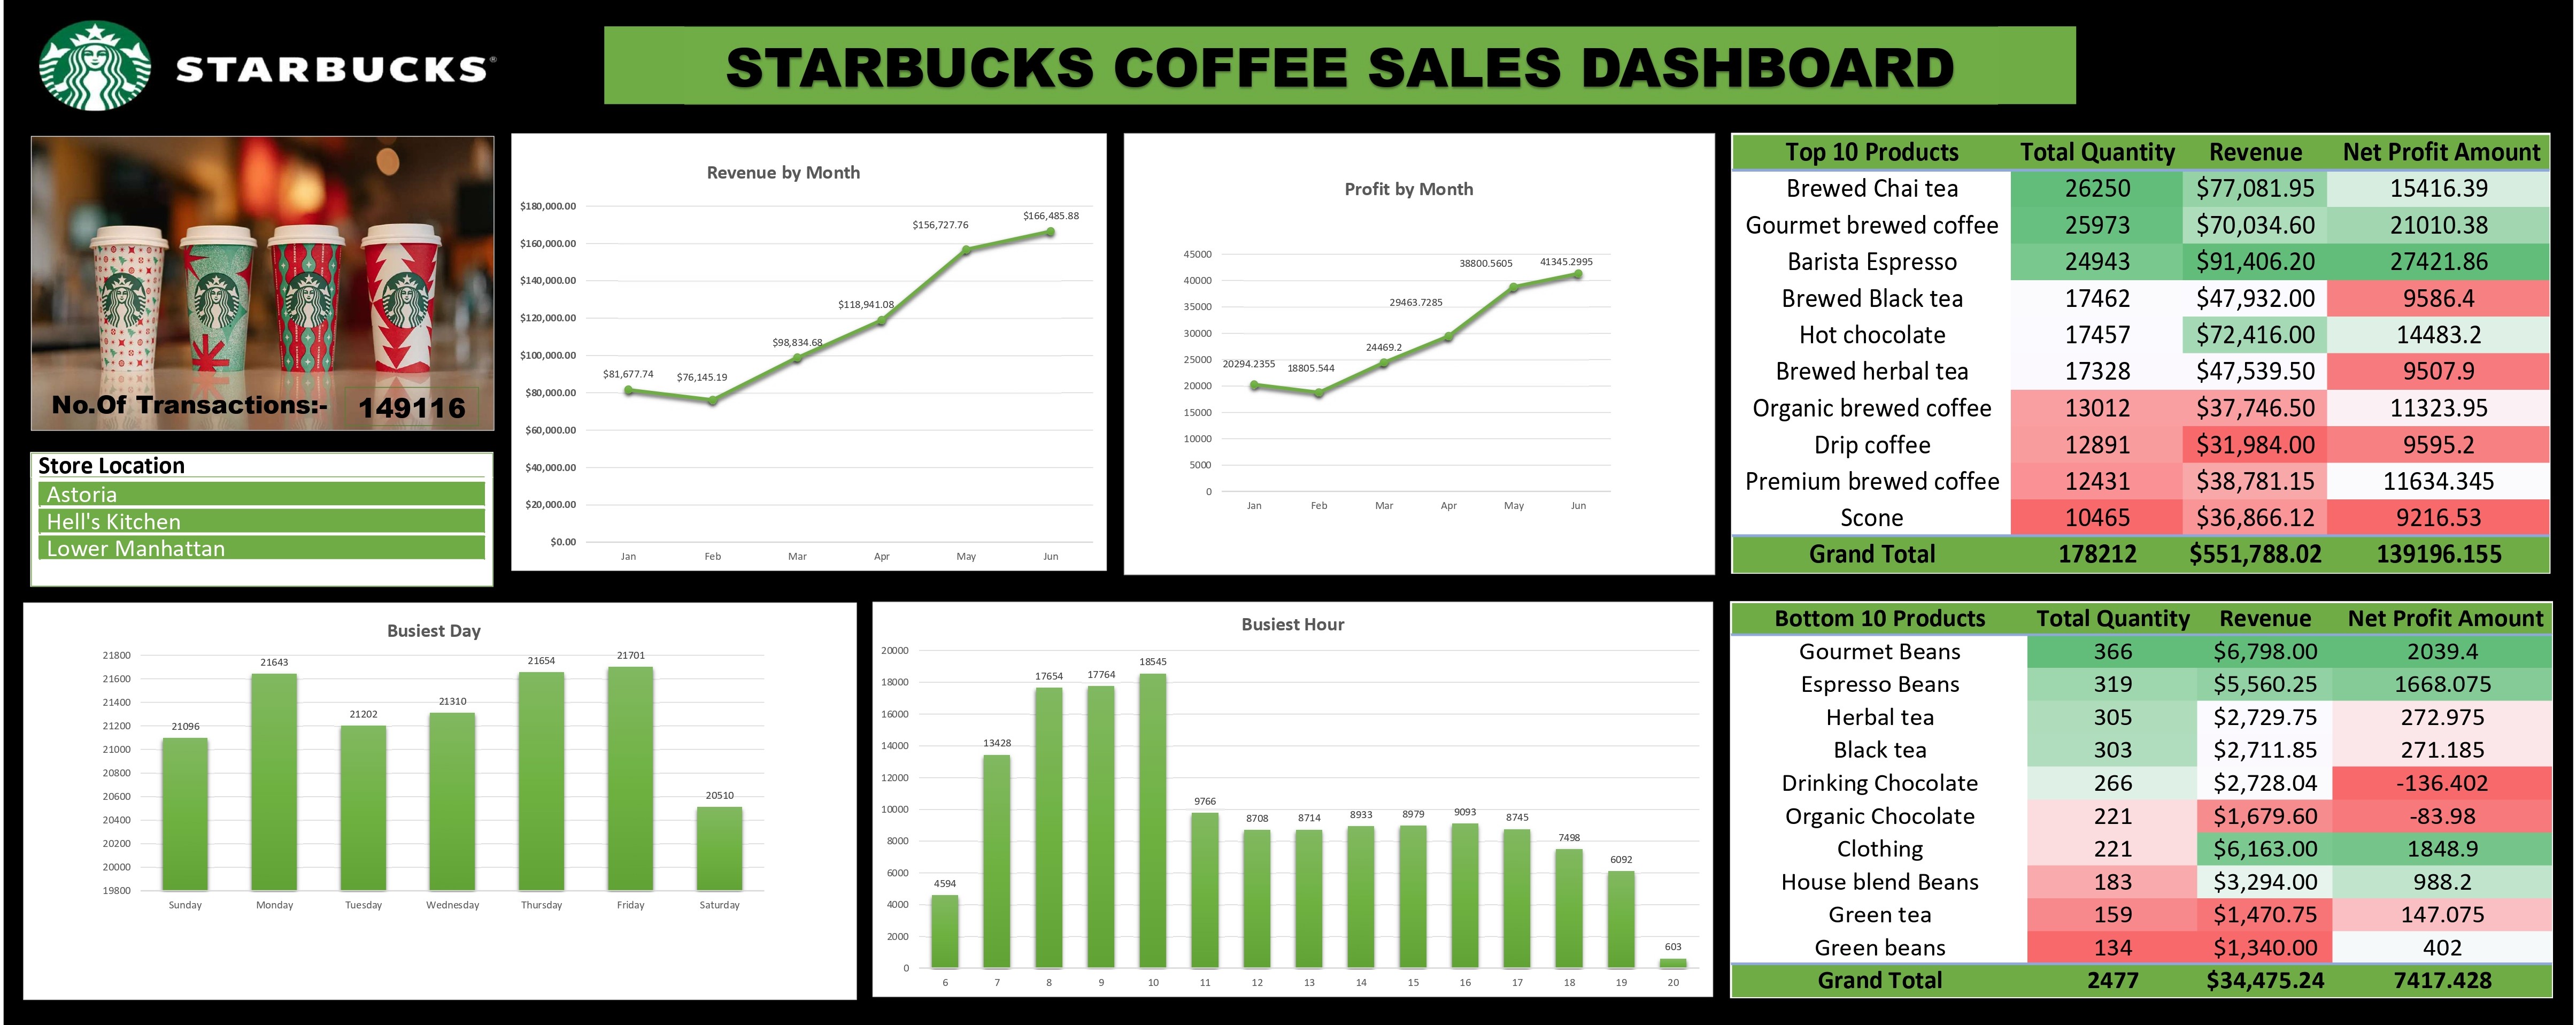 STARBUCKS®
STARBUCKS COFFEE SALES DASHBOARD
No.Of Transactions:- 149116
Store Location
Astoria
Hell's Kitchen
Lower Manhattan
Revenue by Month
$180,000.00
$160,000.00
$140,000.00
$120,000.00
$100,000.00
$80,000.00
$60,000.00
$40,000.00
$20,000.00
$0.00
$81,677.74
$76,145.19
$98,834.68
$118,941.08
$156,727.76
$166,485.88
Jan Feb Mar Apr May Jun
Profit by Month
45000
40000
35000
30000
25000
20000
15000
10000
5000
0
20294.2355
18805.544
24469.2
29463.7285
38800.5605
41345.2995
Jan Feb Mar Apr May Jun
Top 10 Products Total Quantity Revenue Net Profit Amount
Brewed Chai tea 26250 $77,081.95 15416.39
Gourmet brewed coffee 25973 $70,034.60 21010.38
Barista Espresso 24943 $91,406.20 27421.86
Brewed Black tea 17462 $47,932.00 9586.4
Hot chocolate 17457 $72,416.00 14483.2
Brewed herbal tea 17328 $47,539.50 9507.9
Organic brewed coffee 13012 $37,746.50 11323.95
Drip coffee 12891 $31,984.00 9595.2
Premium brewed coffee 12431 $38,781.15 11634.345
Scone 10465 $36,866.12 9216.53
Grand Total 178212 $551,788.02 139196.155
Busiest Day
21800
21600
21400
21200
21000
20800
20600
20400
20200
20000
19800
21096
21643
21202
21310
21654
21701
20510
Sunday Monday Tuesday Wednesday Thursday Friday Saturday
Busiest Hour
20000
18000
16000
14000
12000
10000
8000
6000
4000
2000
0
4594
13428
17654
17764
18545
9766
8708
8714
8933
8979
9093
8745
7498
6092
603
6 7 8 9 10 11 12 13 14 15 16 17 18 19 20
Bottom 10 Products Total Quantity Revenue Net Profit Amount
Gourmet Beans 366 $6,798.00 2039.4
Espresso Beans 319 $5,560.25 1668.075
Herbal tea 305 $2,729.75 272.975
Black tea 303 $2,711.85 271.185
Drinking Chocolate 266 $2,728.04 -136.402
Organic Chocolate 221 $1,679.60 -83.98
Clothing 221 $6,163.00 1848.9
House blend Beans 183 $3,294.00 988.2
Green tea 159 $1,470.75 147.075
Green beans 134 $1,340.00 402
Grand Total 2477 $34,475.24 7417.428